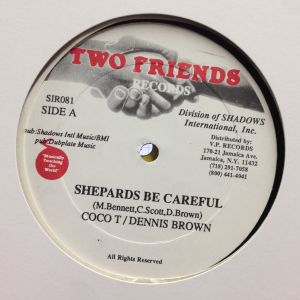 TWO FRIENDS
RECORDS
SIR081
SIDE A
Division of SHADOWS
International, Inc.
pub:Shadows Intl Music/BMI
pub.Dubplate Music
Distributed by:
V.P. RECORDS
170-21 Jamaica Ave.
Jamaica, N.Y. 11432
(718) 291-7058
(800) 441-4041
"Musically
Touching
the
World"
SHEPARDS BE CAREFUL
(M.Bennett,C.Scott,D.Brown)
COCO T / DENNIS BROWN
All Rights Reserved